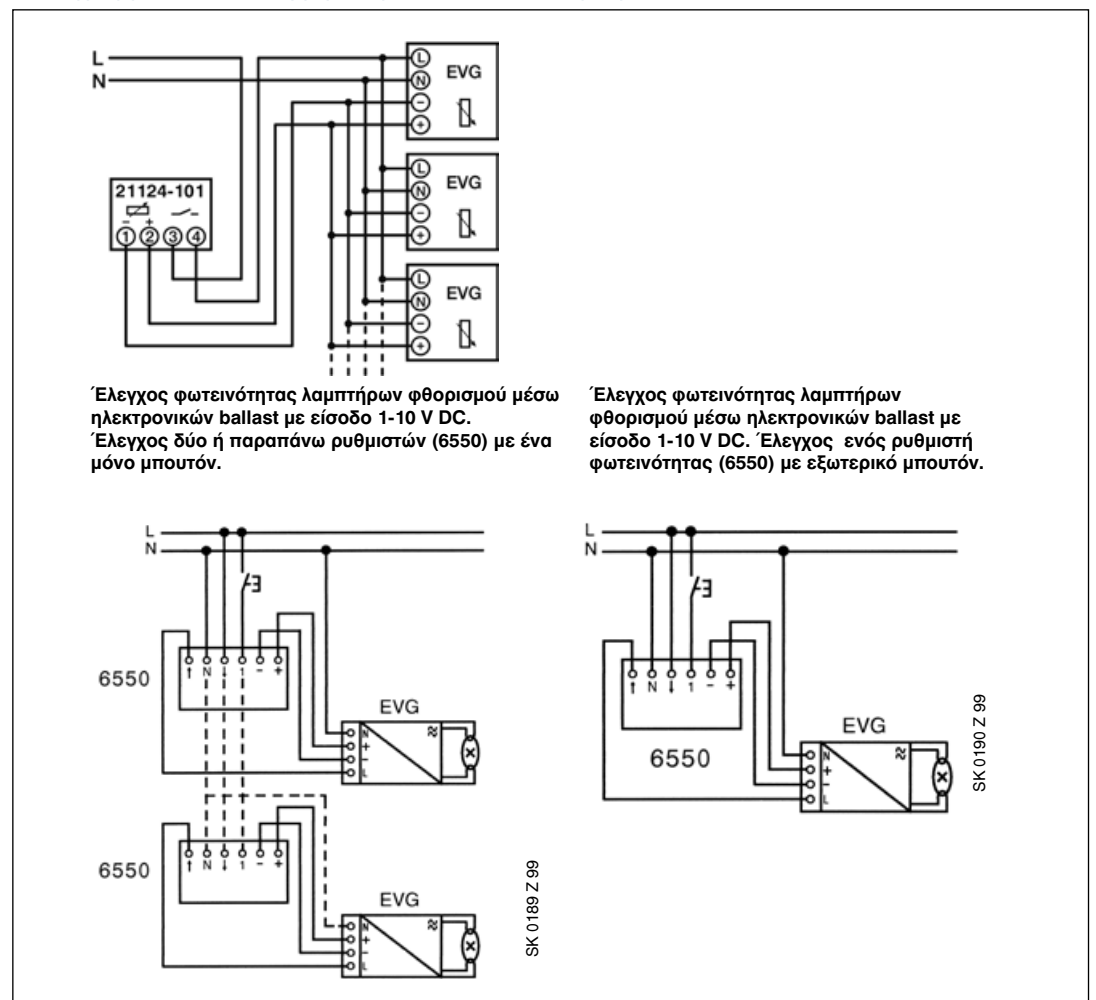 L
N
L
N
−
+
EVG
21124-101
− +
1 2 3 4
L
N
−
+
EVG
L
N
−
+
EVG
Έλεγχος φωτεινότητας λαμπτήρων φθορισμού μέσω
ηλεκτρονικών ballast με είσοδο 1-10 V DC.
Έλεγχος δύο ή παραπάνω ρυθμιστών (6550) με ένα
μόνο μπουτόν.
Έλεγχος φωτεινότητας λαμπτήρων
φθορισμού μέσω ηλεκτρονικών ballast με
είσοδο 1-10 V DC. Έλεγχος ενός ρυθμιστή
φωτεινότητας (6550) με εξωτερικό μπουτόν.
L
N
6550
↑ N ↓ 1 − +
EVG
N
+
−
L
6550
↑ N ↓ 1 − +
EVG
N
+
−
L
SK 0189 Z 99
L
N
↑ N ↓ 1 − +
6550
EVG
N
+
−
L
SK 0190 Z 99